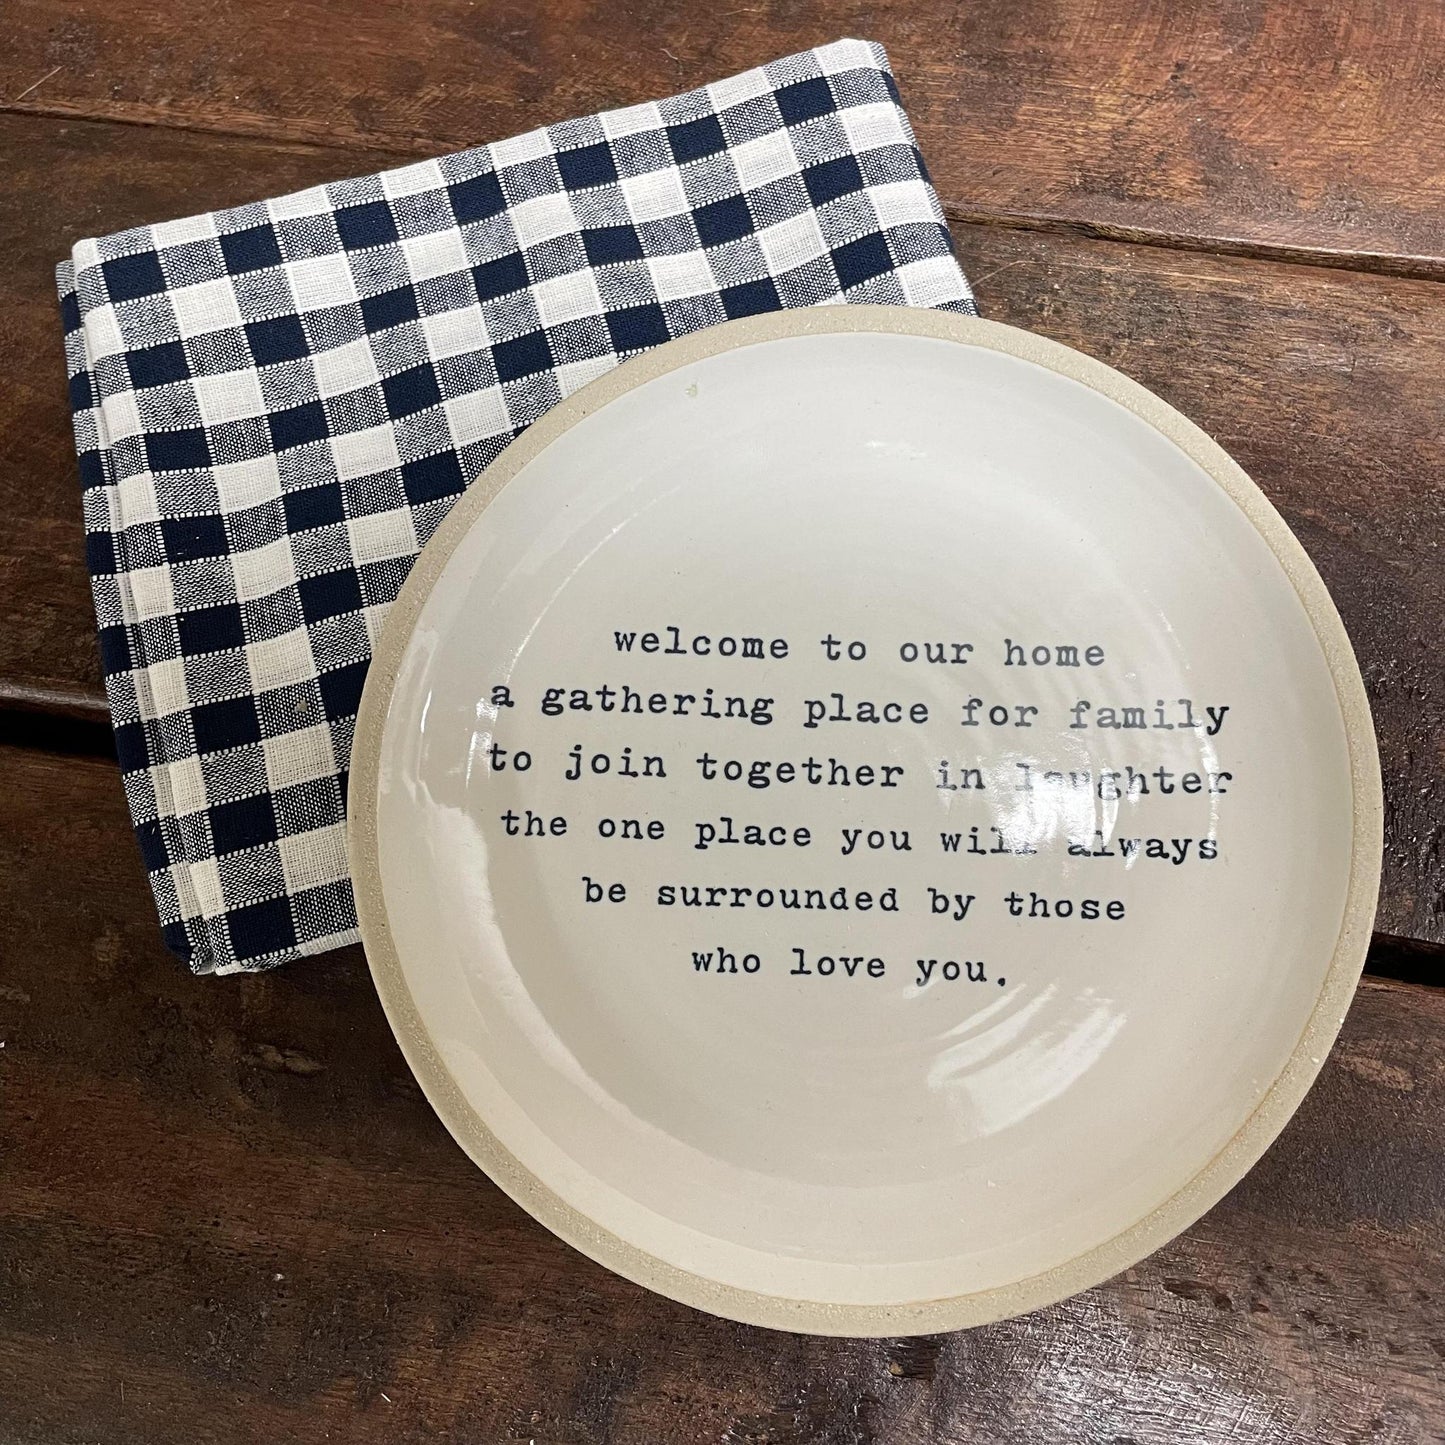 welcome to our home
a gathering place for family
to join together in laughter
the one place you will always
be surrounded by those
who love you.